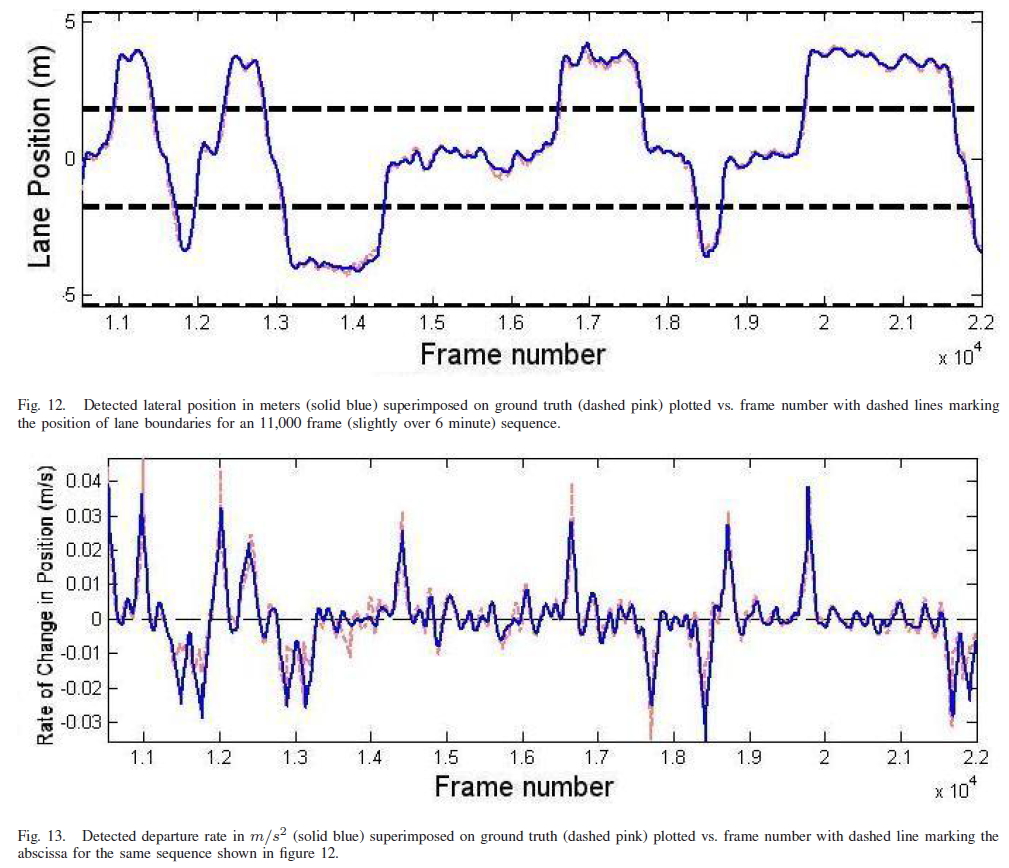 5
0
-5
Lane Position (m)
1.1 1.2 1.3 1.4 1.5 1.6 1.7 1.8 1.9 2 2.1 2.2
Frame number
x 10^4
Fig. 12. Detected lateral position in meters (solid blue) superimposed on ground truth (dashed pink) plotted vs. frame number with dashed lines marking
the position of lane boundaries for an 11,000 frame (slightly over 6 minute) sequence.
Rate of Change in Position (m/s)
0.04
0.03
0.02
0.01
0
-0.01
-0.02
-0.03
1.1 1.2 1.3 1.4 1.5 1.6 1.7 1.8 1.9 2 2.1 2.2
Frame number
x 10^4
Fig. 13. Detected departure rate in m/s^2 (solid blue) superimposed on ground truth (dashed pink) plotted vs. frame number with dashed line marking the
abscissa for the same sequence shown in figure 12.